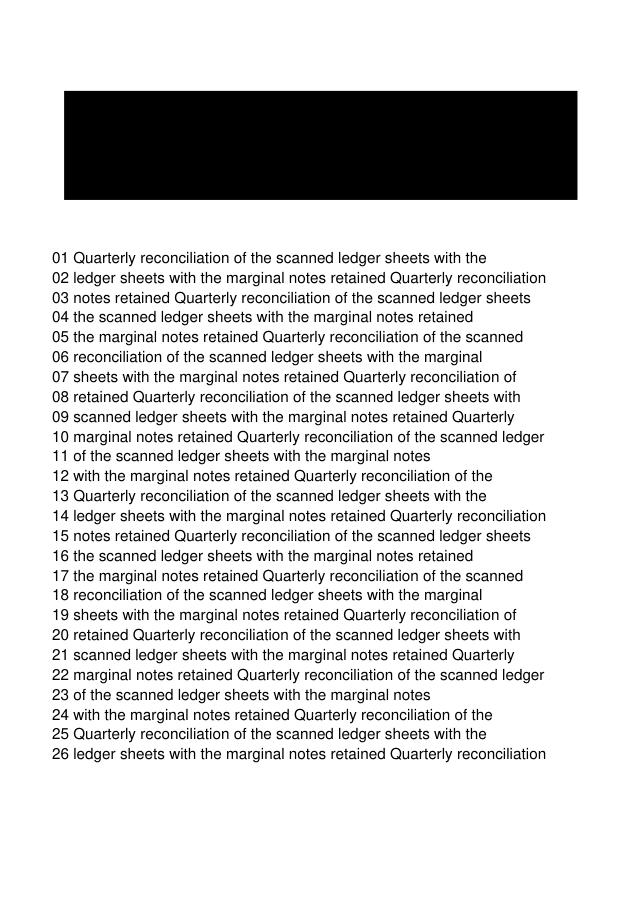 01 Quarterly reconciliation of the scanned ledger sheets with the
02 ledger sheets with the marginal notes retained Quarterly reconciliation
03 notes retained Quarterly reconciliation of the scanned ledger sheets
04 the scanned ledger sheets with the marginal notes retained
05 the marginal notes retained Quarterly reconciliation of the scanned
06 reconciliation of the scanned ledger sheets with the marginal
07 sheets with the marginal notes retained Quarterly reconciliation of
08 retained Quarterly reconciliation of the scanned ledger sheets with
09 scanned ledger sheets with the marginal notes retained Quarterly
10 marginal notes retained Quarterly reconciliation of the scanned ledger
11 of the scanned ledger sheets with the marginal notes
12 with the marginal notes retained Quarterly reconciliation of the
13 Quarterly reconciliation of the scanned ledger sheets with the
14 ledger sheets with the marginal notes retained Quarterly reconciliation
15 notes retained Quarterly reconciliation of the scanned ledger sheets
16 the scanned ledger sheets with the marginal notes retained
17 the marginal notes retained Quarterly reconciliation of the scanned
18 reconciliation of the scanned ledger sheets with the marginal
19 sheets with the marginal notes retained Quarterly reconciliation of
20 retained Quarterly reconciliation of the scanned ledger sheets with
21 scanned ledger sheets with the marginal notes retained Quarterly
22 marginal notes retained Quarterly reconciliation of the scanned ledger
23 of the scanned ledger sheets with the marginal notes
24 with the marginal notes retained Quarterly reconciliation of the
25 Quarterly reconciliation of the scanned ledger sheets with the
26 ledger sheets with the marginal notes retained Quarterly reconciliation